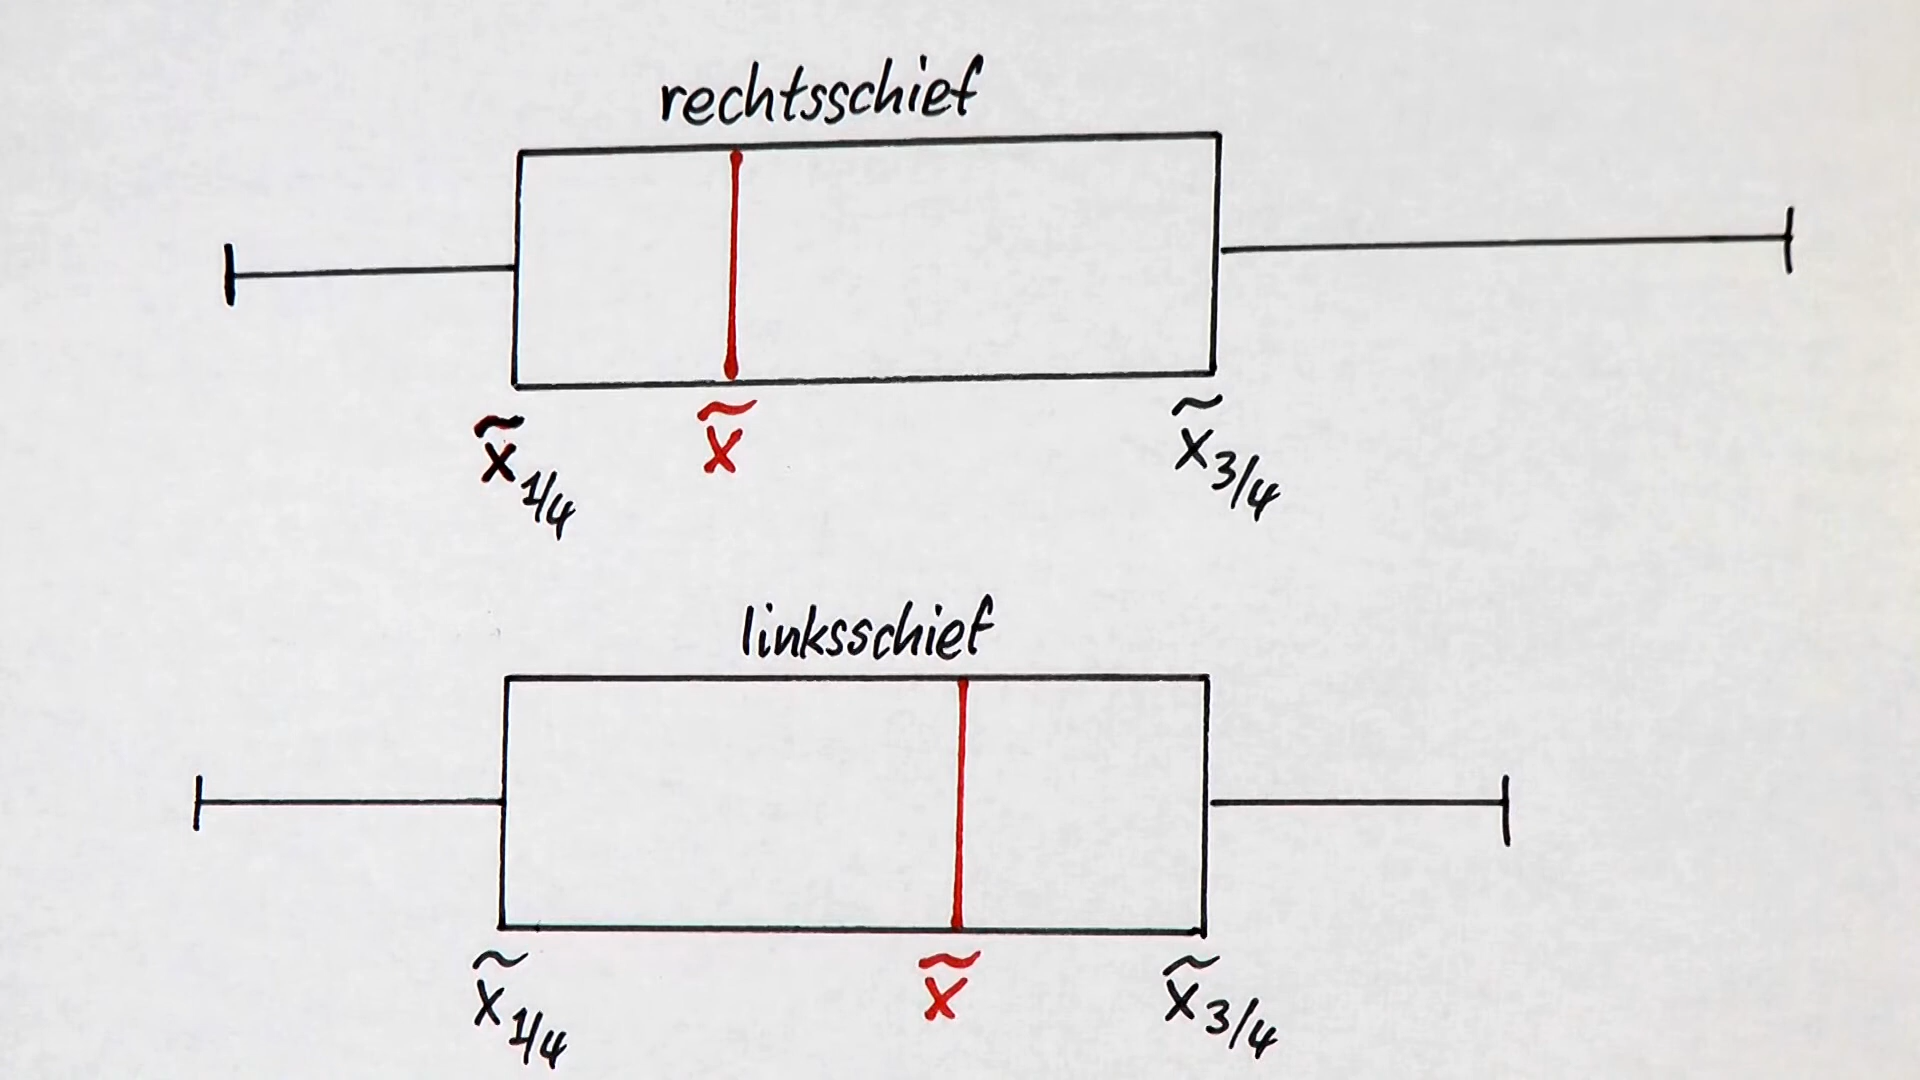 rechtsschief
x̃1/4 x̃ x̃3/4
linksschief
x̃1/4 x̃ x̃3/4